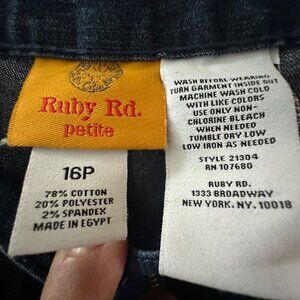 Ruby Rd.
petite
16P
78% COTTON
20% POLYESTER
2% SPANDEX
MADE IN EGYPT
WASH BEFORE WEARING
TURN GARMENT INSIDE OUT
MACHINE WASH COLD
WITH LIKE COLORS
USE ONLY NON-
CHLORINE BLEACH
WHEN NEEDED
TUMBLE DRY LOW
LOW IRON AS NEEDED
STYLE 21304
RN 107680
RUBY RD.
1333 BROADWAY
NEW YORK, NY, 10018